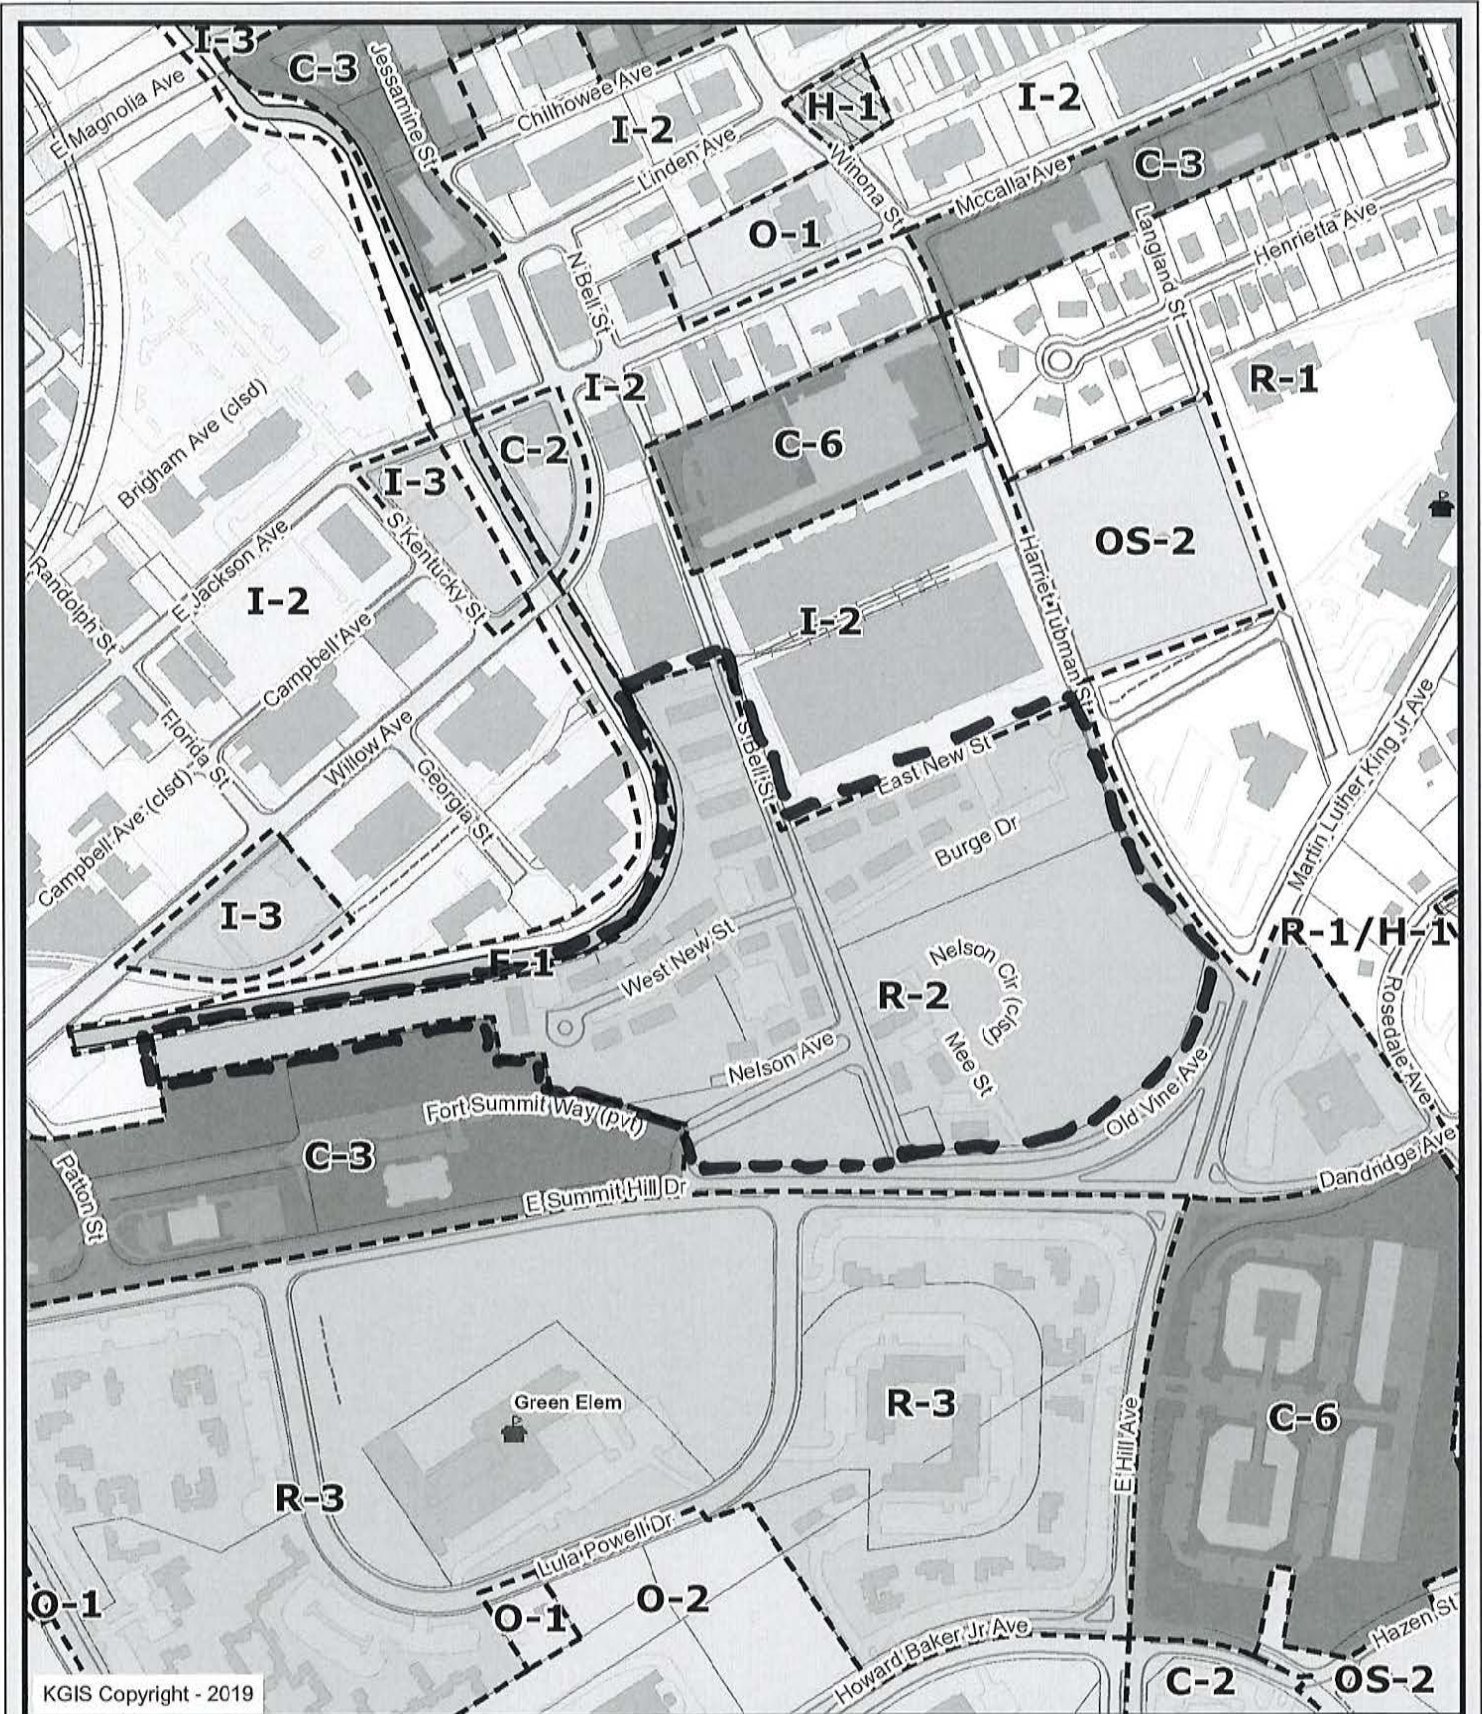 I-3
C-3
Jessamine St
E Magnolia Ave
Chilhowee Ave
I-2
H-1
I-2
Linden Ave
Winona St
Mccalla Ave
C-3
O-1
Langland St
Henrietta Ave
N Bell St
I-2
R-1
C-2
C-6
I-3
Brigham Ave (clsd)
S Kentucky St
E Jackson Ave
OS-2
Harriet Tubman St
Randolph St
I-2
I-2
Campbell Ave
Florida St
Willow Ave
Georgia St
S Bell St
East New St
Campbell Ave (clsd)
Burge Dr
Martin Luther King Jr Ave
I-3
R-1/H-1
F-1
West New St
Nelson Clr (clsd)
R-2
Rosedale Ave
Mee St
Nelson Ave
Old Vine Ave
Fort Summit Way (pvt)
C-3
Patton St
E Summit Hill Dr
Dandridge Ave
Green Elem
R-3
C-6
E Hill Ave
R-3
Lula Powell Dr
O-1
O-1
O-2
Howard Baker Jr Ave
Hazen St
C-2
OS-2
KGIS Copyright - 2019